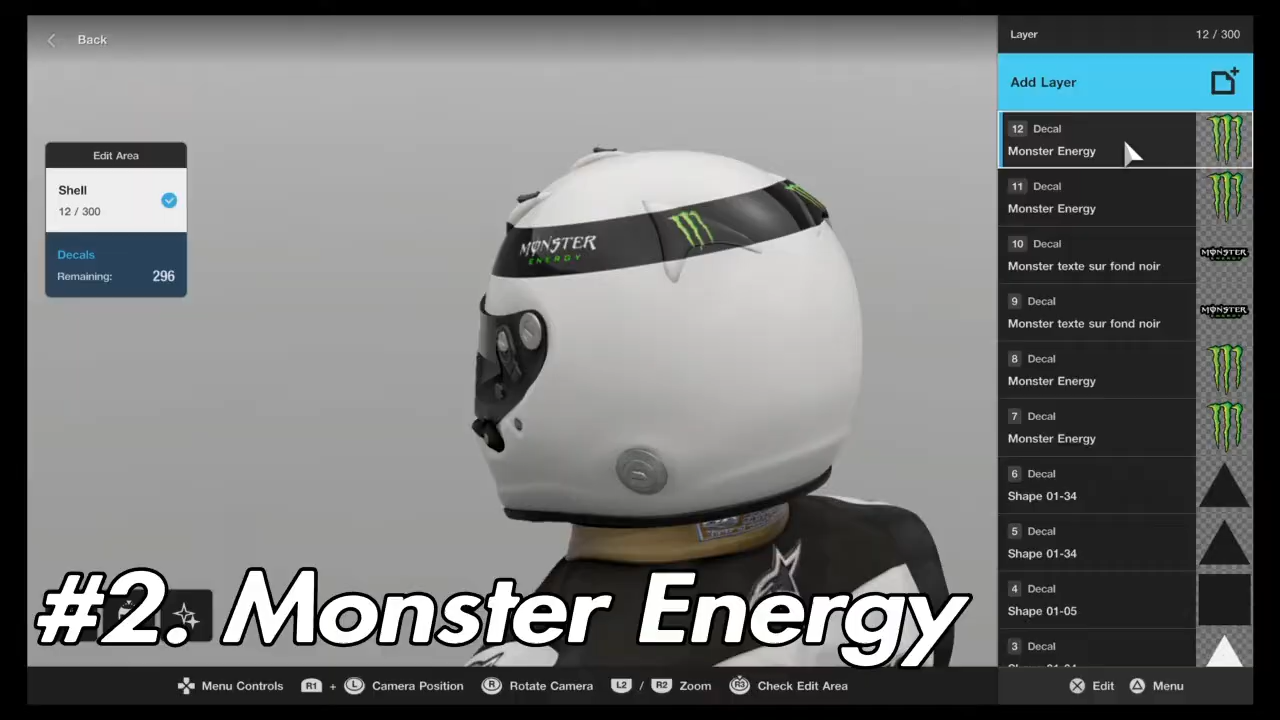 Back
Layer
12 / 300
Add Layer
12 Decal
Monster Energy
11 Decal
Monster Energy
10 Decal
Monster texte sur fond noir
9 Decal
Monster texte sur fond noir
8 Decal
Monster Energy
7 Decal
Monster Energy
6 Decal
Shape 01-34
5 Decal
Shape 01-34
4 Decal
Shape 01-05
3 Decal
Edit Area
Shell
12 / 300
Decals
Remaining: 296
MONSTER
ENERGY
MONSTER
MONSTER
#2. Monster Energy
Menu Controls
R1 + L Camera Position
R Rotate Camera
L2 / R2 Zoom
R3 Check Edit Area
Edit
Menu